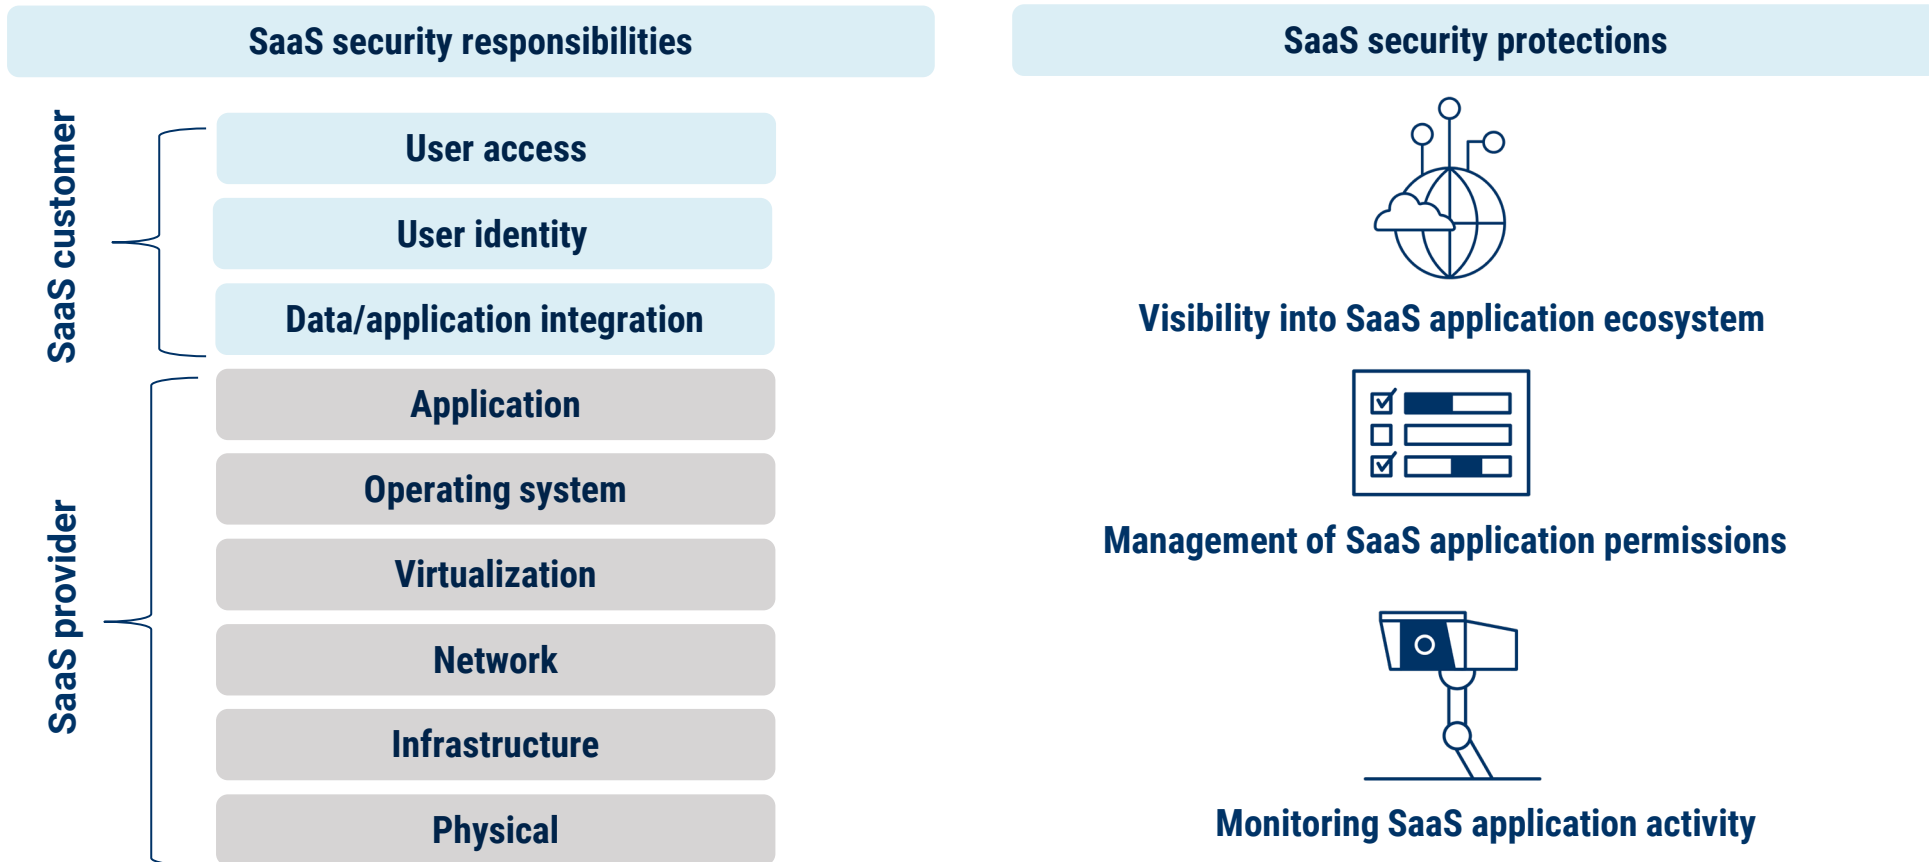 SaaS security responsibilities
SaaS customer
User access
User identity
Data/application integration
SaaS provider
Application
Operating system
Virtualization
Network
Infrastructure
Physical
SaaS security protections
Visibility into SaaS application ecosystem
Management of SaaS application permissions
Monitoring SaaS application activity